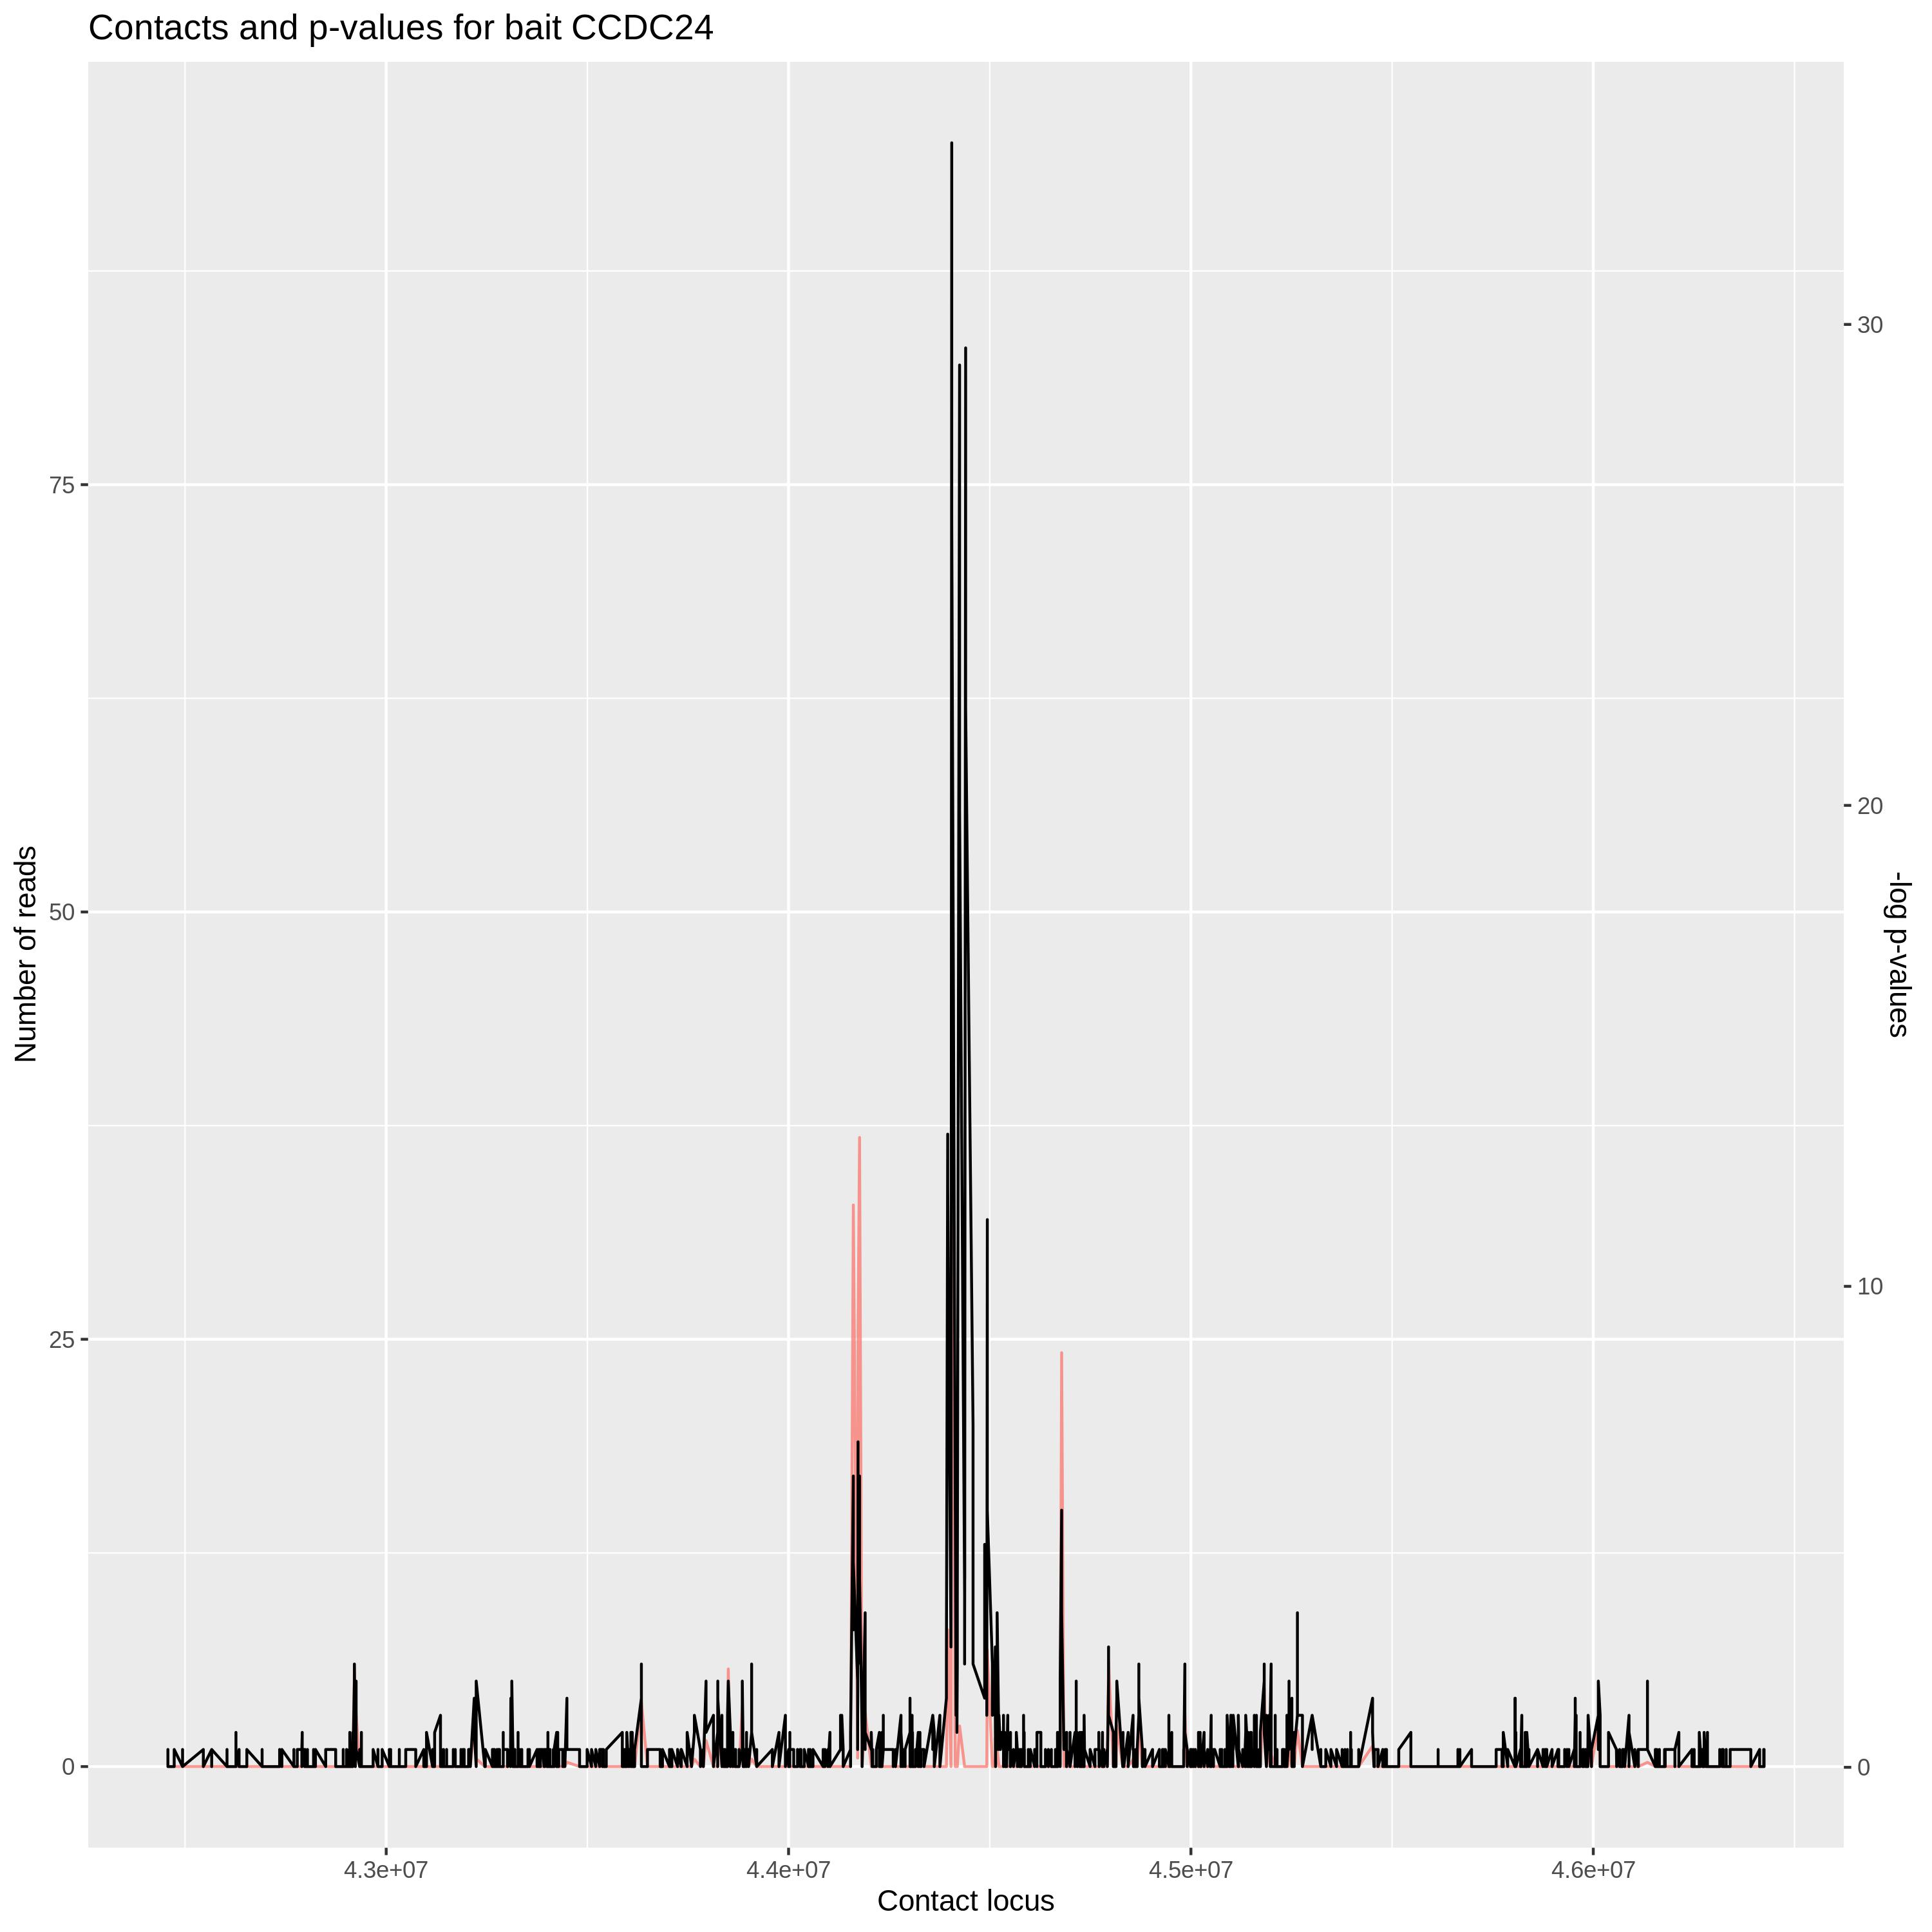 Contacts and p-values for bait CCDC24
Number of reads
75
50
25
0
30
20
10
0
-log p-values
4.3e+07
4.4e+07
4.5e+07
4.6e+07
Contact locus